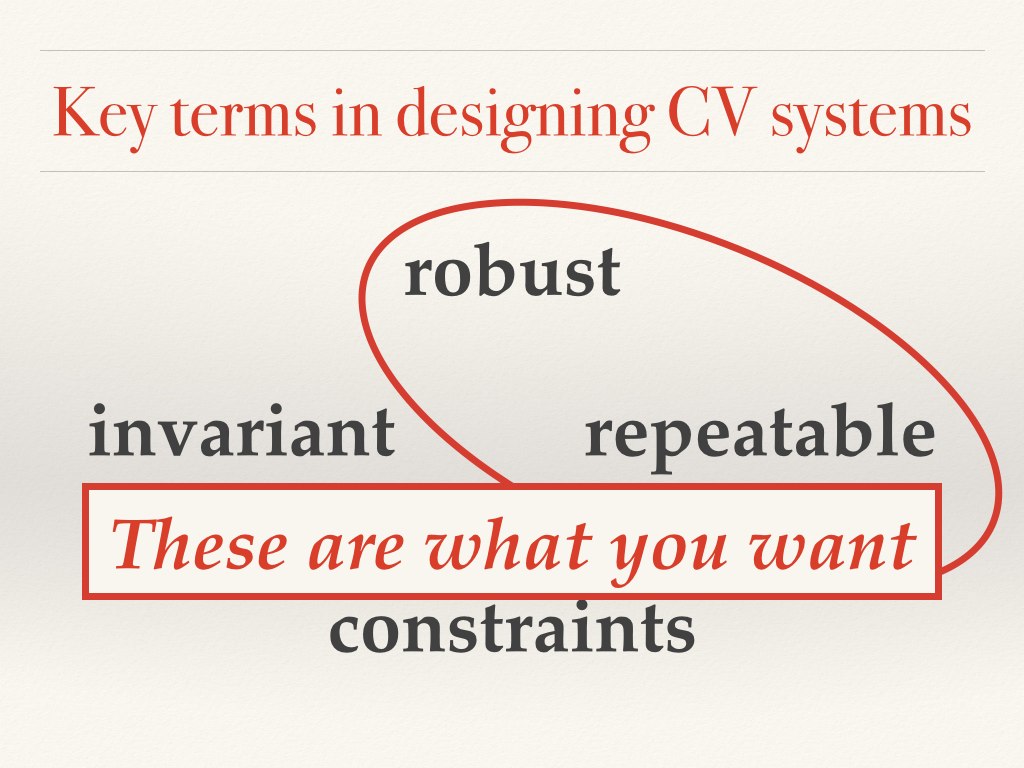 Key terms in designing CV systems
robust
invariant
repeatable
These are what you want
constraints